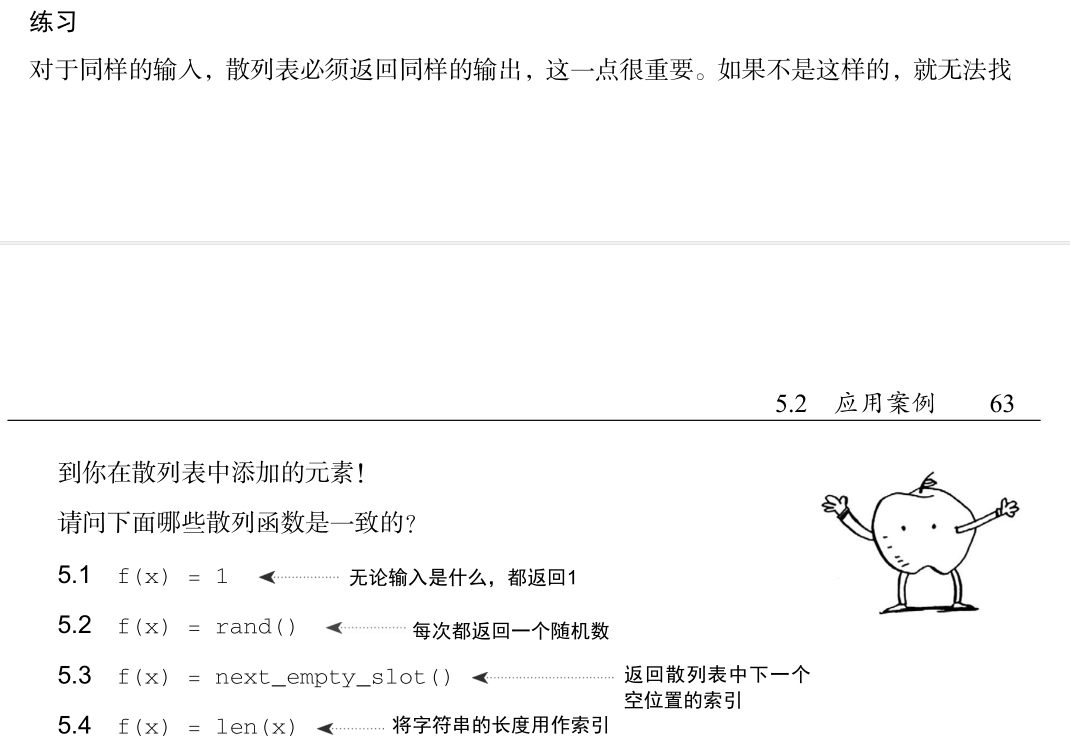 练习
对于同样的输入，散列表必须返回同样的输出，这一点很重要。如果不是这样的，就无法找
5.2 应用案例 63
到你在散列表中添加的元素！
请问下面哪些散列函数是一致的？
5.1 f(x) = 1 无论输入是什么，都返回1
5.2 f(x) = rand() 每次都返回一个随机数
5.3 f(x) = next_empty_slot() 返回散列表中下一个
空位置的索引
5.4 f(x) = len(x) 将字符串的长度用作索引